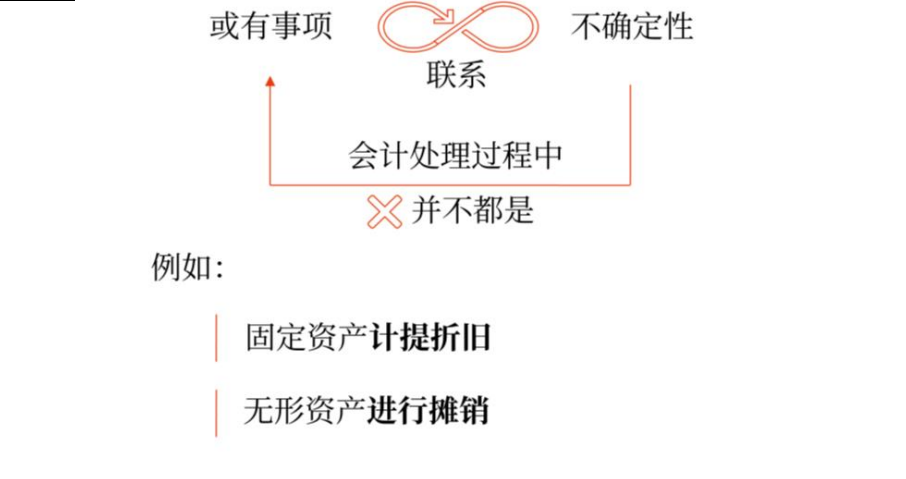 或有事项 不确定性
联系
会计处理过程中
并不都是
例如：
固定资产计提折旧
无形资产进行摊销